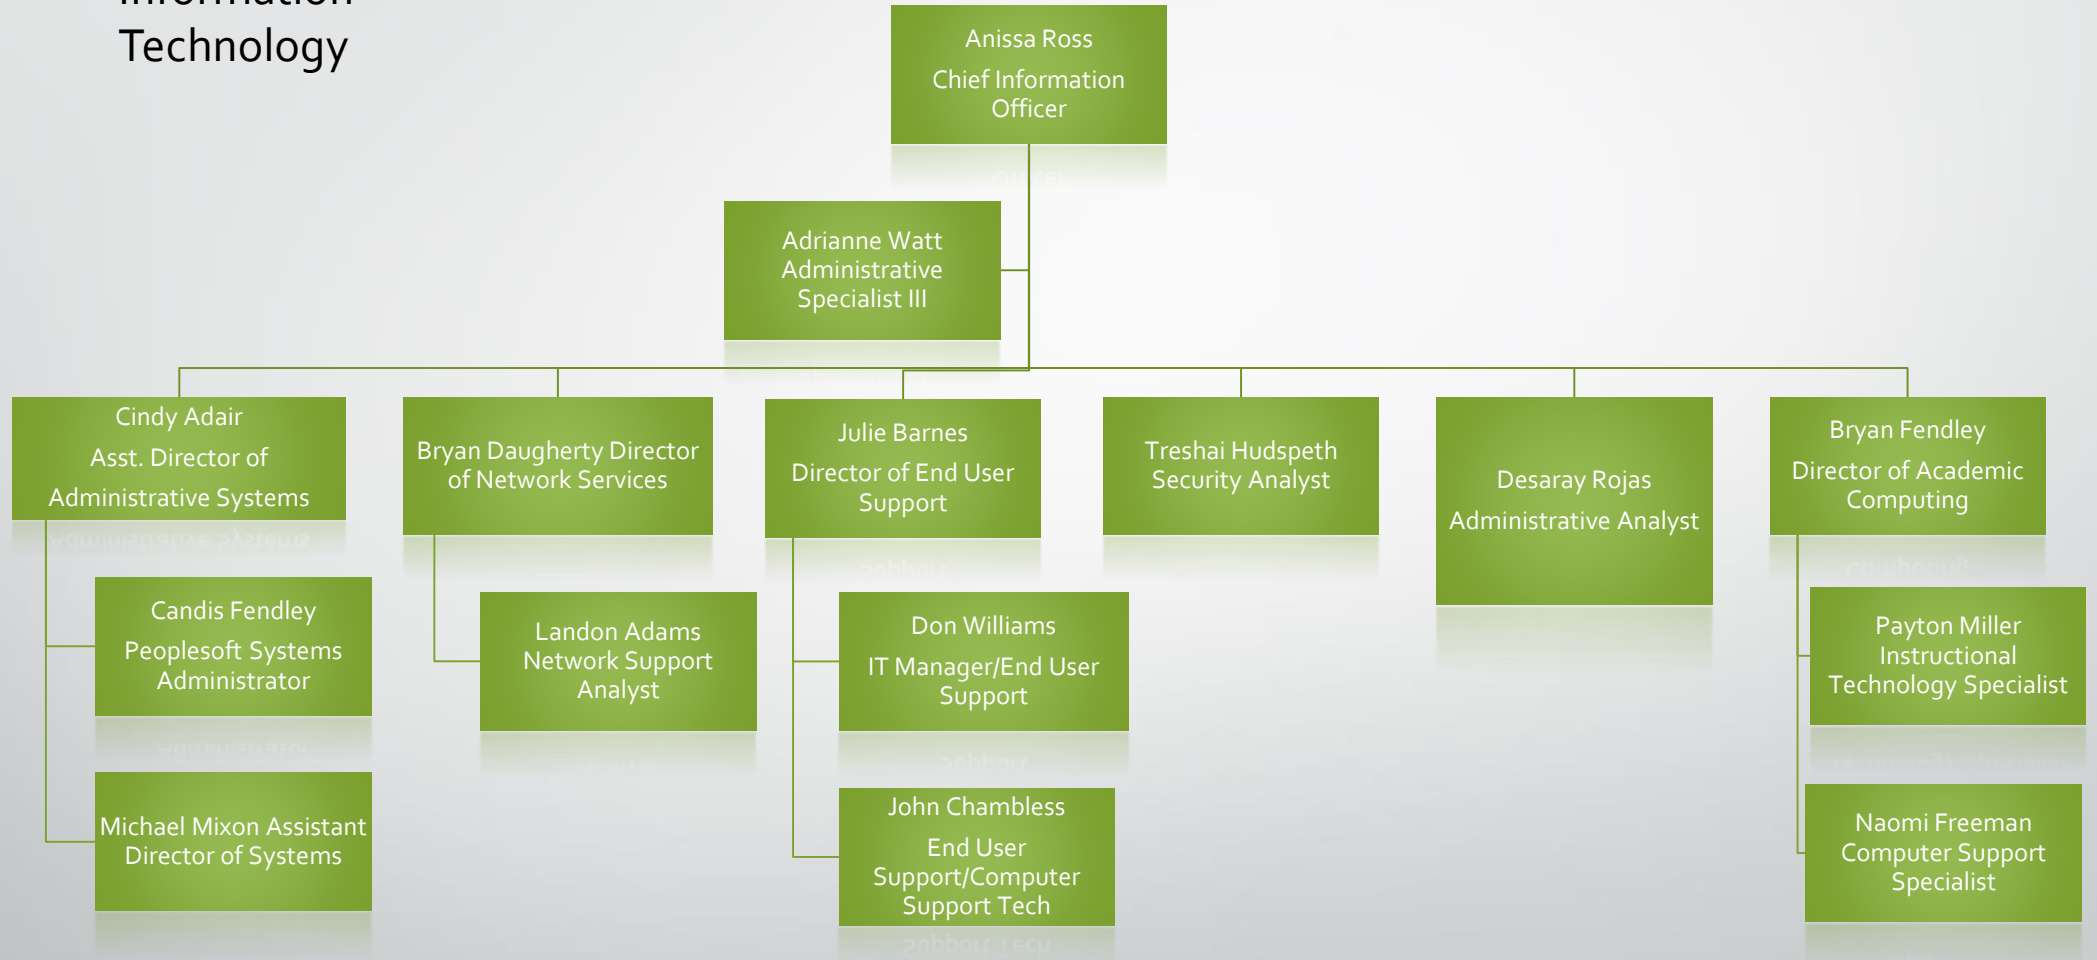 Information
Technology
Anissa Ross
Chief Information
Officer
Adrianne Watt
Administrative
Specialist III
Cindy Adair
Asst. Director of
Administrative Systems
Bryan Daugherty Director
of Network Services
Julie Barnes
Director of End User
Support
Treshai Hudspeth
Security Analyst
Desaray Rojas
Administrative Analyst
Bryan Fendley
Director of Academic
Computing
Candis Fendley
Peoplesoft Systems
Administrator
Michael Mixon Assistant
Director of Systems
Landon Adams
Network Support
Analyst
Don Williams
IT Manager/End User
Support
John Chambless
End User
Support/Computer
Support Tech
Payton Miller
Instructional
Technology Specialist
Naomi Freeman
Computer Support
Specialist